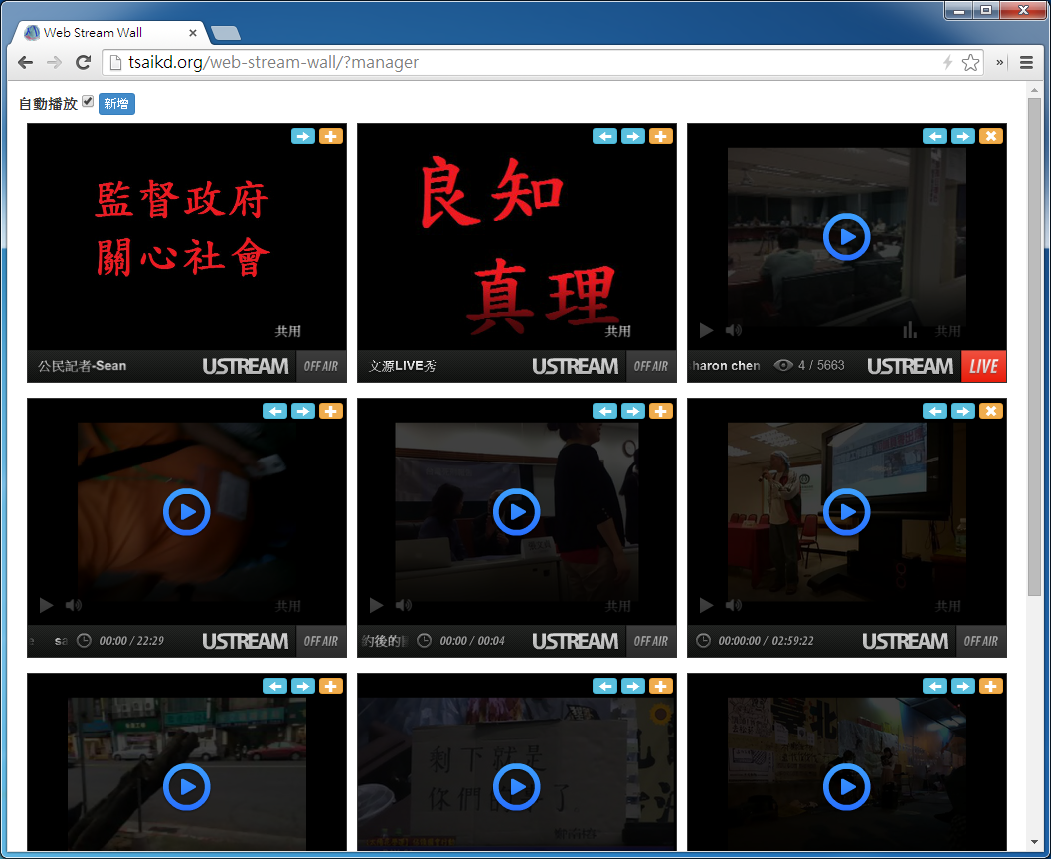 Web Stream Wall
tsaikd.org/web-stream-wall/?manager
自動播放 新增
監督政府
關心社會
共用
公民記者-Sean USTREAM OFF AIR
良知
真理
共用
文源LIVE秀 USTREAM OFF AIR
共用
haron chen 4 / 5663 USTREAM LIVE
共用
00:00 / 22:29 USTREAM OFF AIR
共用
約後的 00:00 / 00:04 USTREAM OFF AIR
共用
00:00:00 / 02:59:22 USTREAM OFF AIR
剩下就是
你們的 了